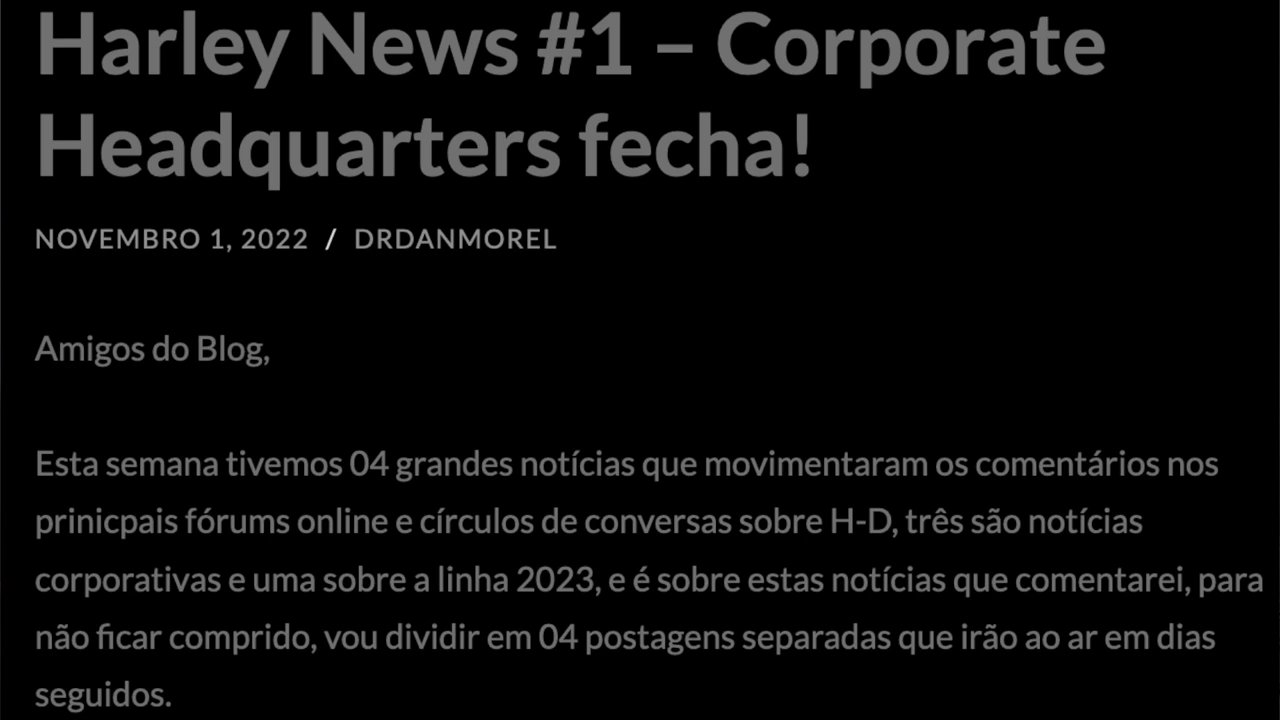 Harley News #1 – Corporate
Headquarters fecha!
NOVEMBRO 1, 2022 / DRDANMOREL
Amigos do Blog,
Esta semana tivemos 04 grandes notícias que movimentaram os comentários nos
prinicpais fórums online e círculos de conversas sobre H-D, três são notícias
corporativas e uma sobre a linha 2023, e é sobre estas notícias que comentarei, para
não ficar comprido, vou dividir em 04 postagens separadas que irão ao ar em dias
seguidos.